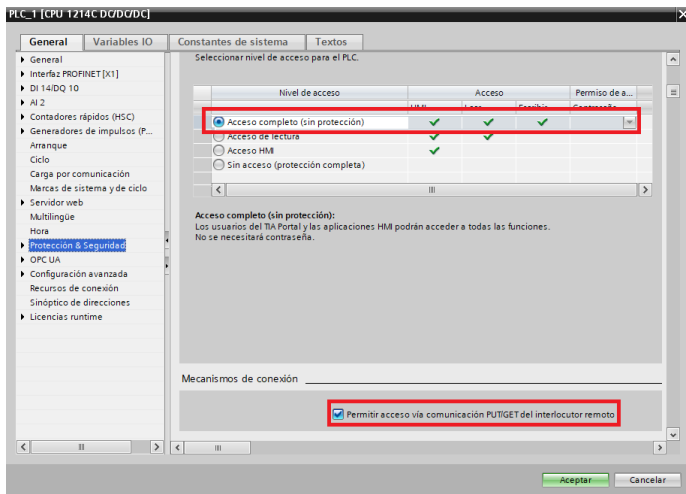 PLC_1 [CPU 1214C DC/DC/DC]
General Variables IO Constantes de sistema Textos
General
Interfaz PROFINET [X1]
DI 14/DQ 10
AI 2
Contadores rápidos (HSC)
Generadores de impulsos (P...
Arranque
Ciclo
Carga por comunicación
Marcas de sistema y de ciclo
Servidor web
Multilingüe
Hora
Protección & Seguridad
OPC UA
Configuración avanzada
Recursos de conexión
Sinóptico de direcciones
Licencias runtime
Seleccionar nivel de acceso para el PLC.
Nivel de acceso Acceso Permiso de a...
HMI Leer Escribir Contraseña
Acceso completo (sin protección)
Acceso de lectura
Acceso HMI
Sin acceso (protección completa)
Acceso completo (sin protección):
Los usuarios del TIA Portal y las aplicaciones HMI podrán acceder a todas las funciones.
No se necesitará contraseña.
Mecanismos de conexión
Permitir acceso vía comunicación PUT/GET del interlocutor remoto
Aceptar Cancelar